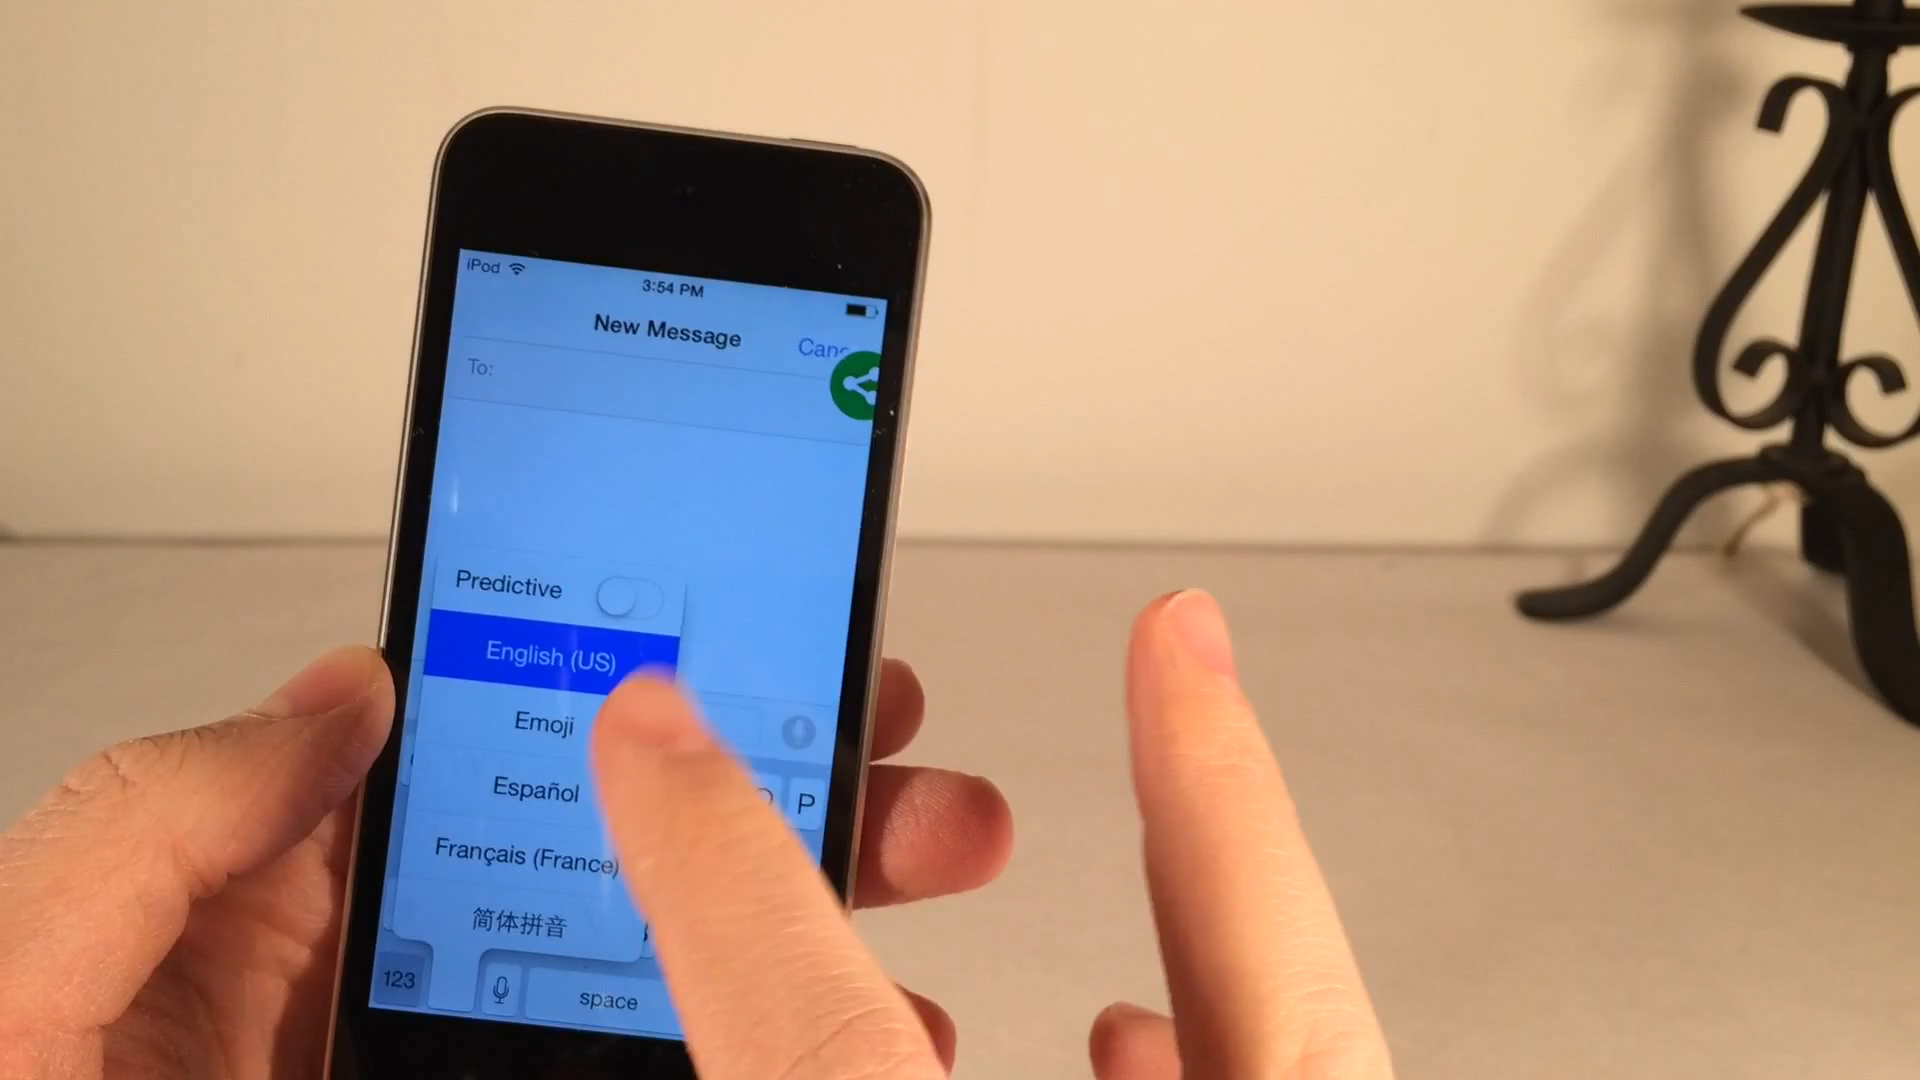 iPod
3:54 PM
New Message
To:
Predictive
English (US)
Emoji
Español
P
Français (France)
简体拼音
123
space